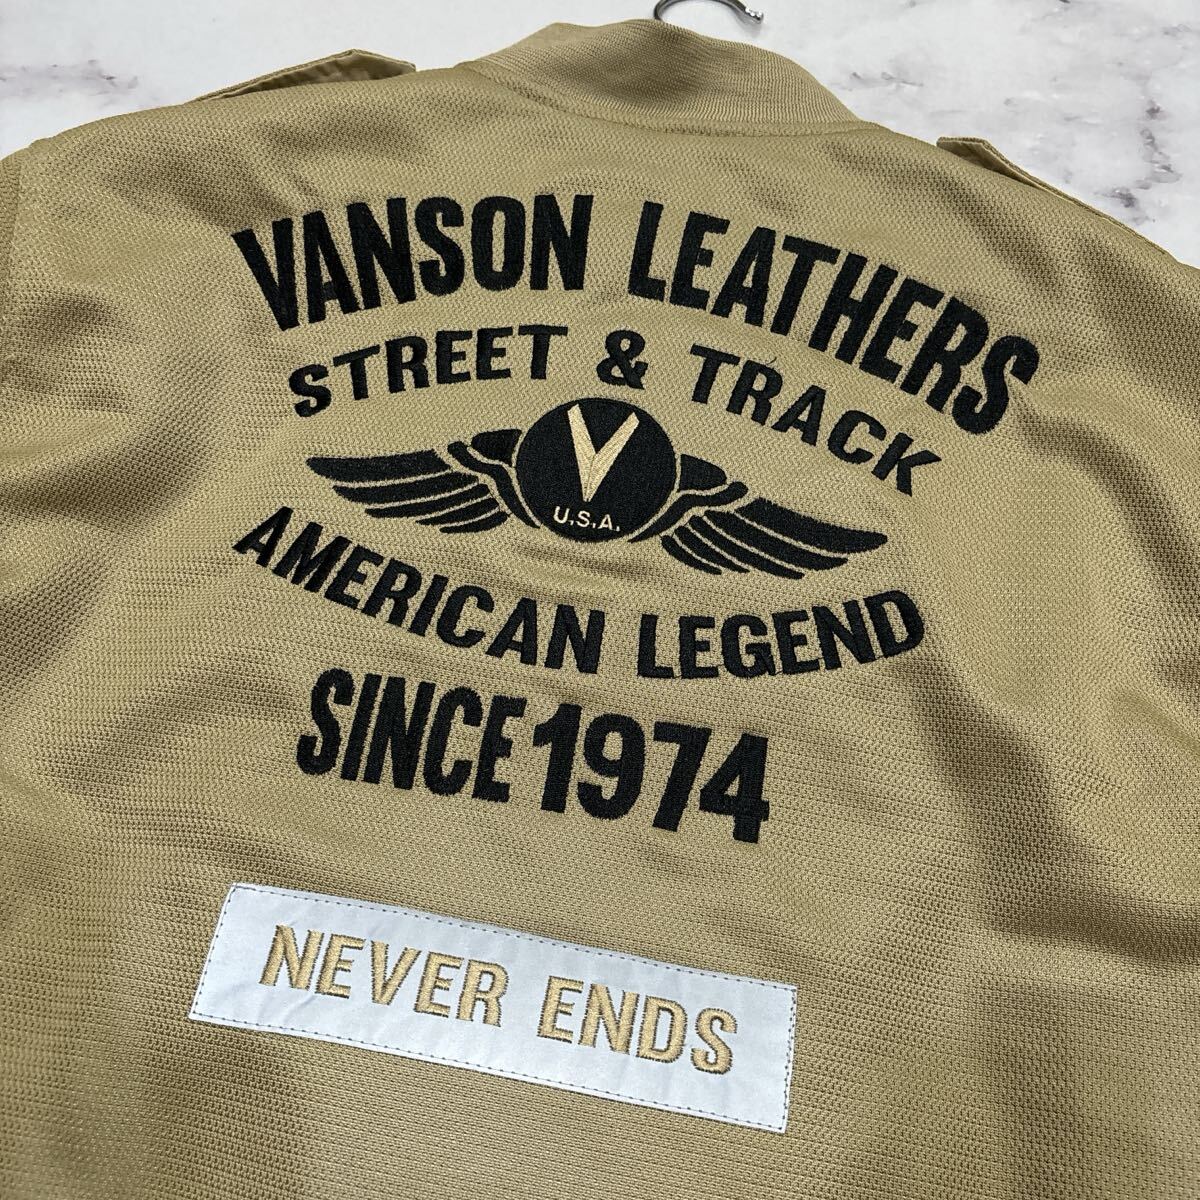 VANSON LEATHERS
STREET & TRACK
V
U.S.A.
AMERICAN LEGEND
SINCE 1974
NEVER ENDS